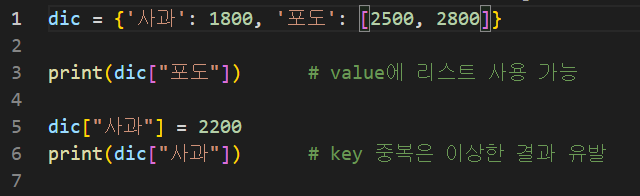 1 dic = {'사과': 1800, '포도': [2500, 2800]}
2
3 print(dic["포도"]) # value에 리스트 사용 가능
4
5 dic["사과"] = 2200
6 print(dic["사과"]) # key 중복은 이상한 결과 유발
7